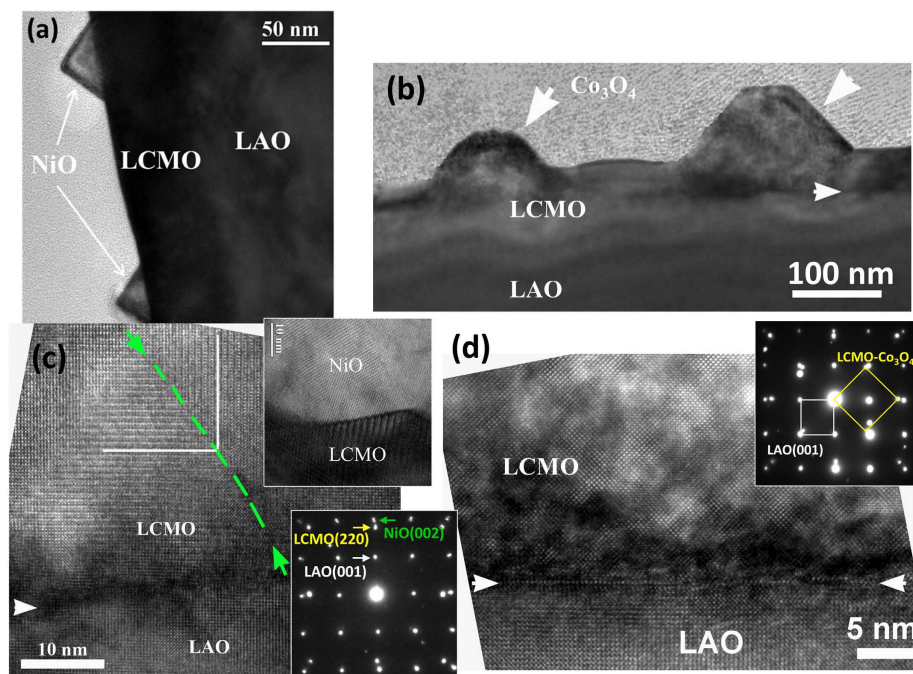 (a)
50 nm
NiO
LCMO
LAO
(b)
Co₃O₄
LCMO
LAO
100 nm
(c)
LCMO
LAO
10 nm
10 nm
NiO
LCMO
LCMO(220)
NiO(002)
LAO(001)
(d)
LCMO
LAO
5 nm
LCMO-Co₃O₄
LAO(001)